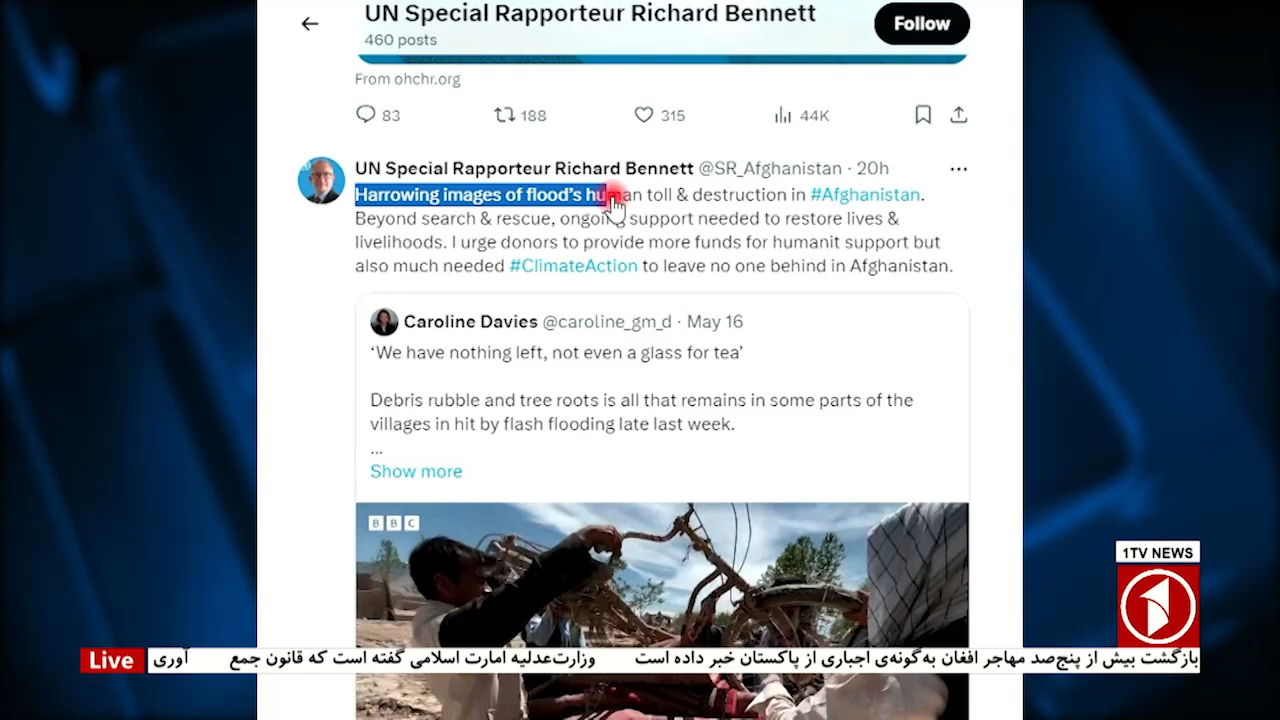 UN Special Rapporteur Richard Bennett
460 posts
Follow
From ohchr.org
83
188
315
44K
UN Special Rapporteur Richard Bennett @SR_Afghanistan · 20h
Harrowing images of flood's human toll & destruction in #Afghanistan.
Beyond search & rescue, ongoing support needed to restore lives &
livelihoods. I urge donors to provide more funds for humanit support but
also much needed #ClimateAction to leave no one behind in Afghanistan.
Caroline Davies @caroline_gm_d · May 16
‘We have nothing left, not even a glass for tea’
Debris rubble and tree roots is all that remains in some parts of the
villages in hit by flash flooding late last week.
...
Show more
BBC
1TV NEWS
Live
بازگشت بیش از پنج‌صد مهاجر افغان به‌گونه‌ی اجباری از پاکستان خبر داده است وزارت‌عدلیه امارت اسلامی گفته است که قانون جمع آوری